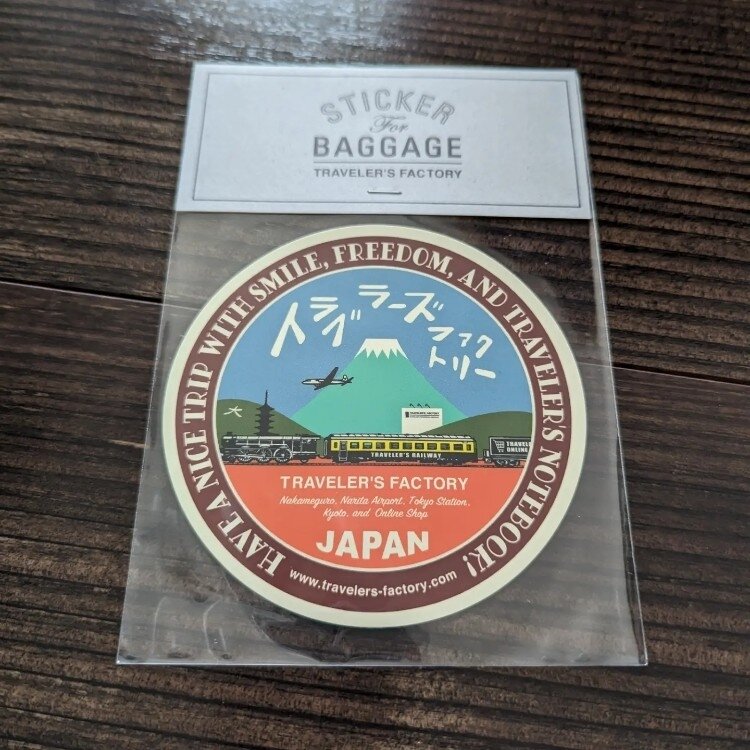 STICKER
For
BAGGAGE
TRAVELER'S FACTORY
HAVE A NICE TRIP WITH SMILE, FREEDOM, AND TRAVELER'S NOTEBOOK!
トラベラーズ
ファク
トリー
TRAVELER'S FACTORY
TRAVELER'S RAILWAY
TRAVELE
ONLINE
TRAVELER'S FACTORY
Nakameguro, Narita Airport, Tokyo Station,
Kyoto, and Online Shop
JAPAN
www.travelers-factory.com